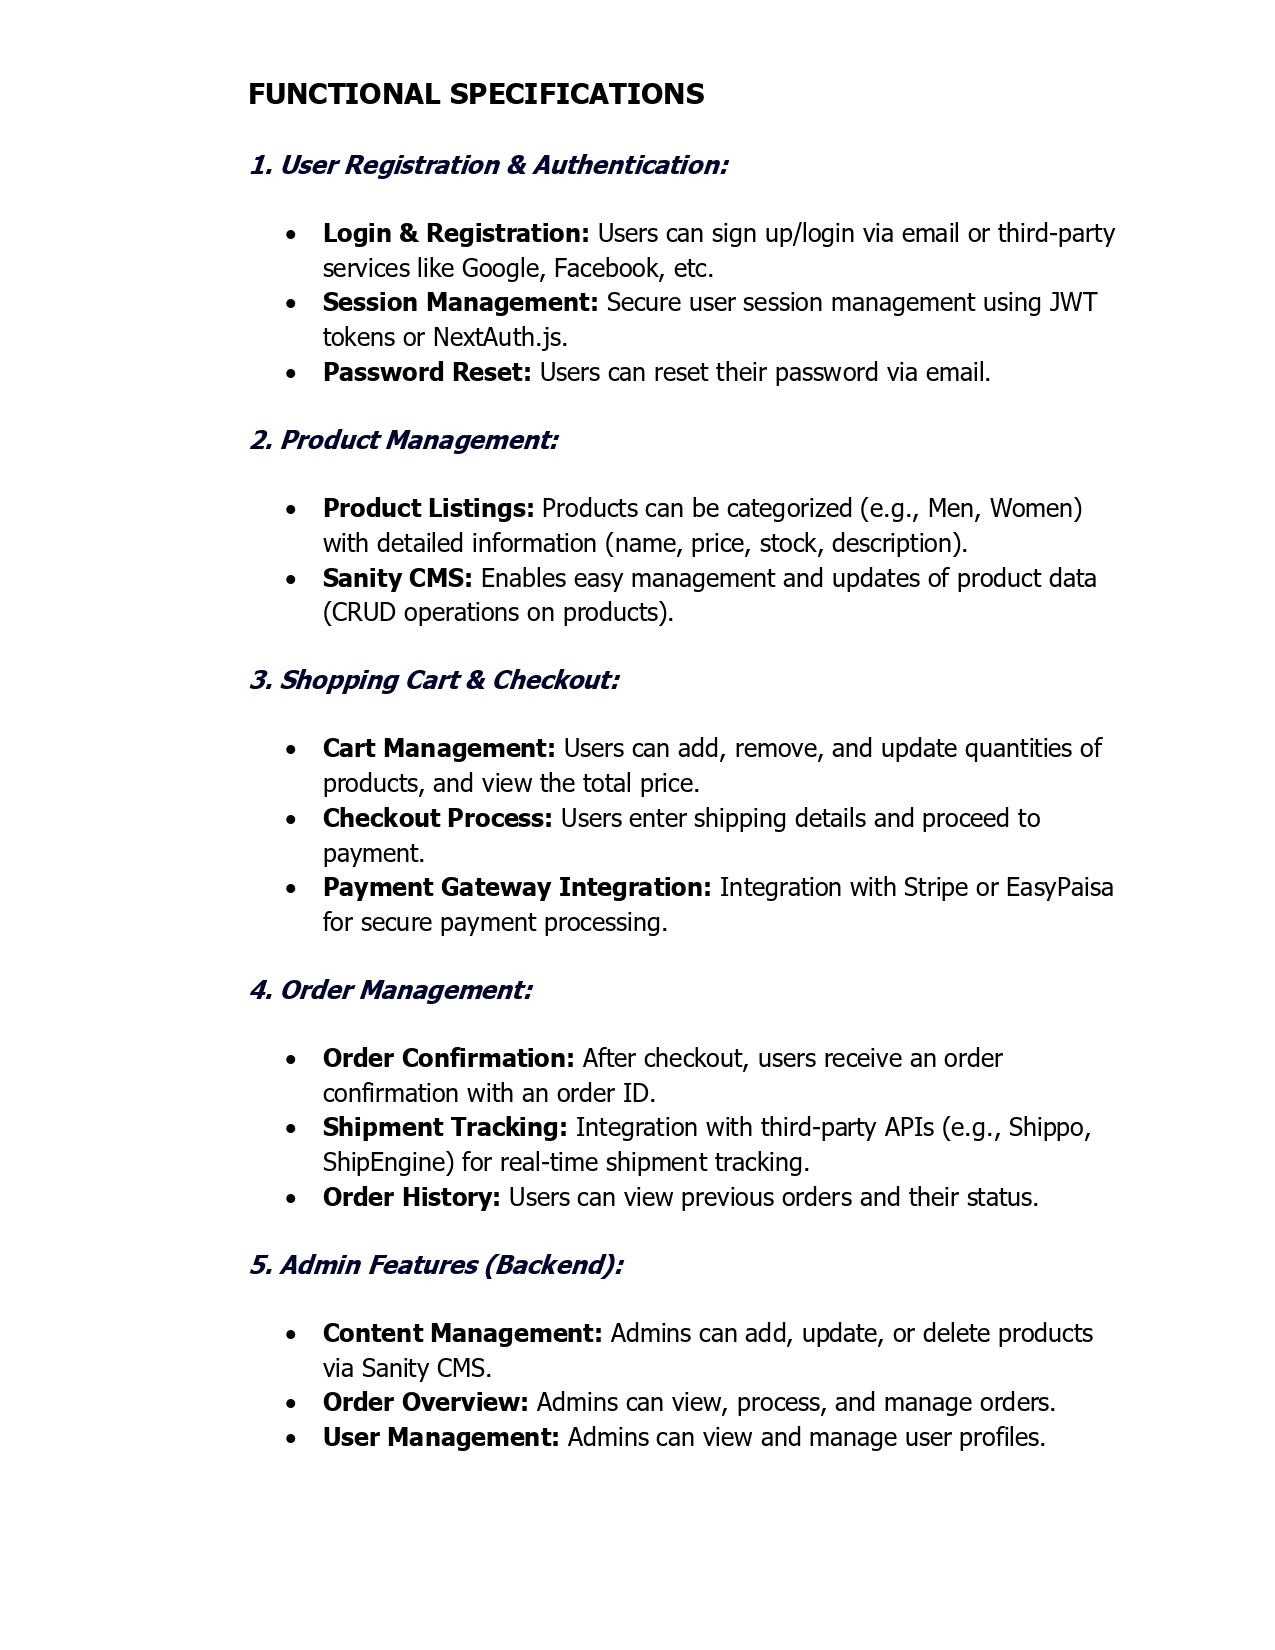 FUNCTIONAL SPECIFICATIONS
1. User Registration & Authentication:
• Login & Registration: Users can sign up/login via email or third-party
services like Google, Facebook, etc.
• Session Management: Secure user session management using JWT
tokens or NextAuth.js.
• Password Reset: Users can reset their password via email.
2. Product Management:
• Product Listings: Products can be categorized (e.g., Men, Women)
with detailed information (name, price, stock, description).
• Sanity CMS: Enables easy management and updates of product data
(CRUD operations on products).
3. Shopping Cart & Checkout:
• Cart Management: Users can add, remove, and update quantities of
products, and view the total price.
• Checkout Process: Users enter shipping details and proceed to
payment.
• Payment Gateway Integration: Integration with Stripe or EasyPaisa
for secure payment processing.
4. Order Management:
• Order Confirmation: After checkout, users receive an order
confirmation with an order ID.
• Shipment Tracking: Integration with third-party APIs (e.g., Shippo,
ShipEngine) for real-time shipment tracking.
• Order History: Users can view previous orders and their status.
5. Admin Features (Backend):
• Content Management: Admins can add, update, or delete products
via Sanity CMS.
• Order Overview: Admins can view, process, and manage orders.
• User Management: Admins can view and manage user profiles.